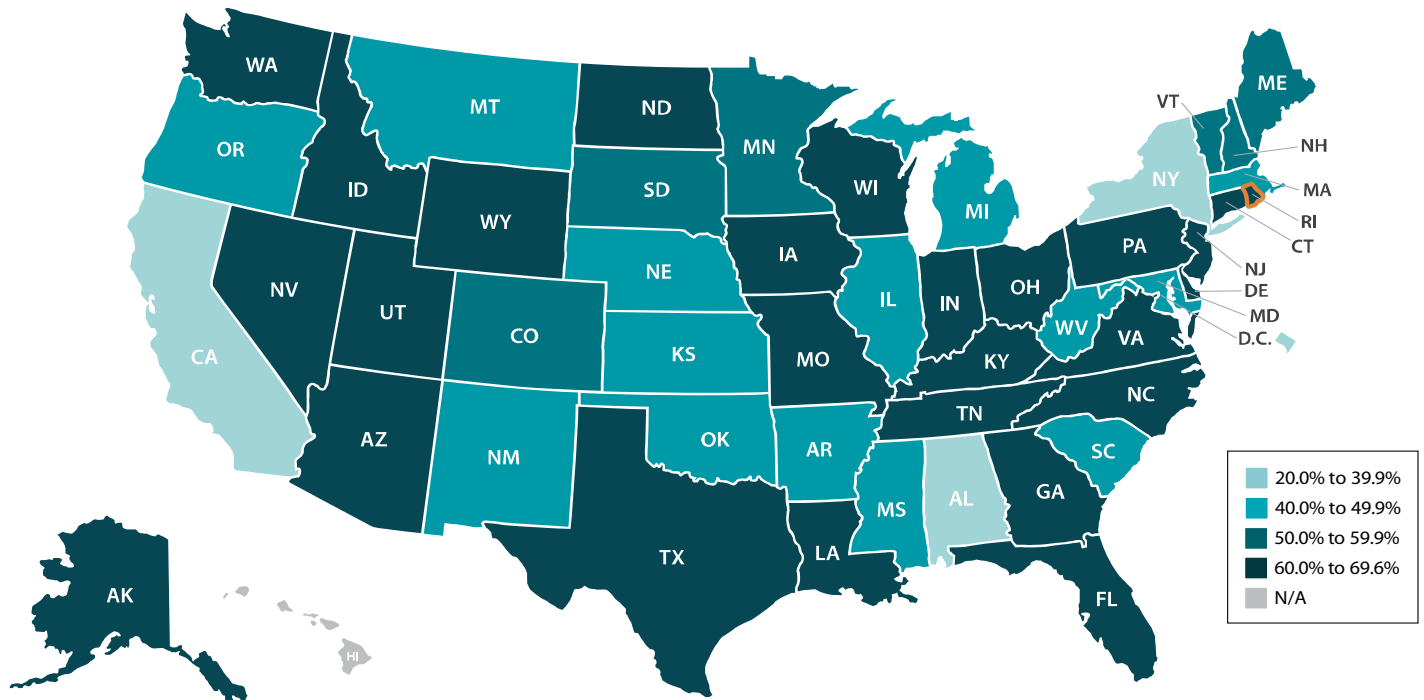 WA
MT
ND
MN
ME
VT
NH
OR
ID
SD
WI
NY
MA
WY
MI
RI
CT
IA
PA
NE
NJ
NV
OH
DE
UT
IL
IN
MD
CO
WV
D.C.
KS
VA
CA
MO
KY
NC
TN
AZ
OK
NM
AR
SC
MS
AL
GA
LA
TX
AK
FL
HI
20.0% to 39.9%
40.0% to 49.9%
50.0% to 59.9%
60.0% to 69.6%
N/A